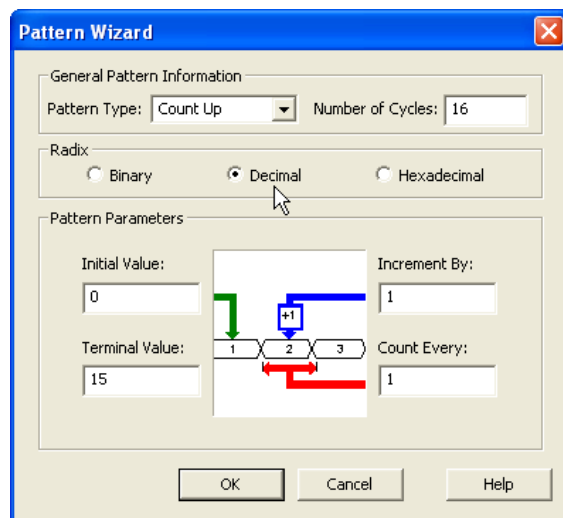 Pattern Wizard
General Pattern Information
Pattern Type: Count Up Number of Cycles: 16
Radix
Binary Decimal Hexadecimal
Pattern Parameters
Initial Value: Increment By:
0 1
+1
Terminal Value: 1 2 3 Count Every:
15 1
OK Cancel Help